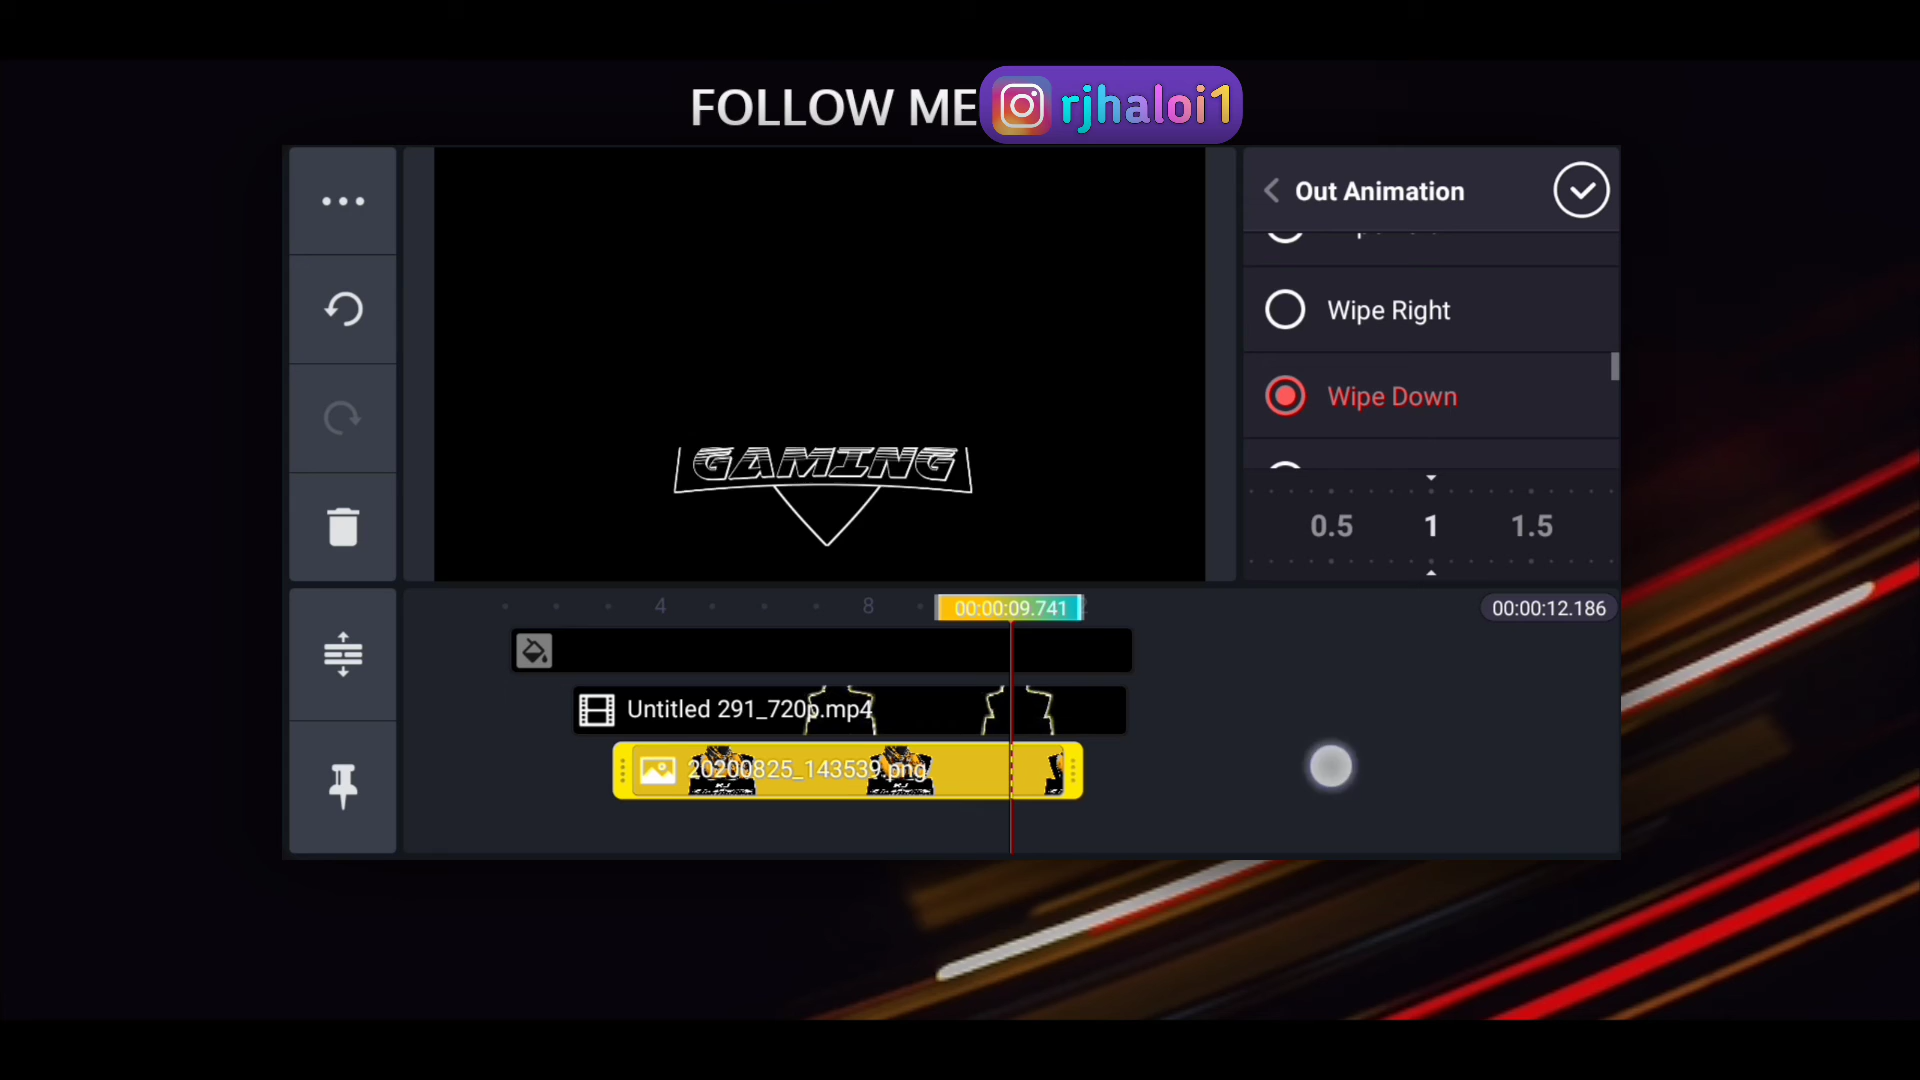 FOLLOW ME rjhaloi1
Out Animation
Wipe Right
Wipe Down
GAMING
0.5 1 1.5
4 8 00:00:09.741 00:00:12.186
Untitled 291_720p.mp4
20200825_143539.png